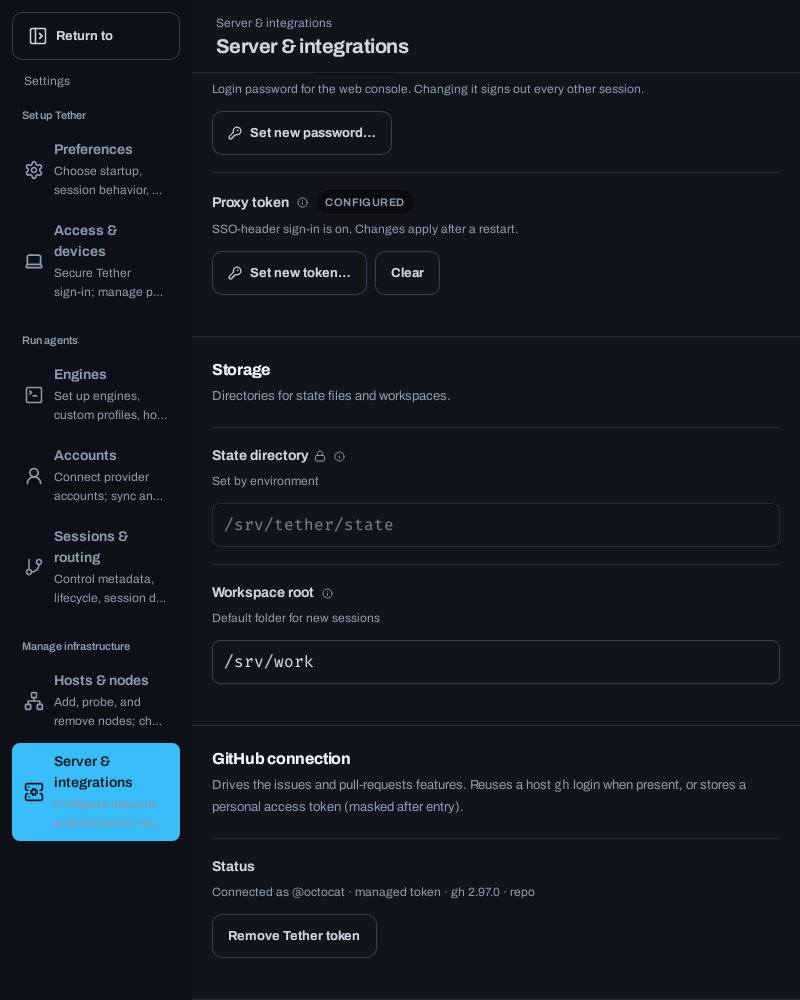 Return to
Settings
Set up Tether
Preferences
Choose startup,
session behavior, ...
Access &
devices
Secure Tether
sign-in; manage p...
Run agents
Engines
Set up engines,
custom profiles, ho...
Accounts
Connect provider
accounts; sync an...
Sessions &
routing
Control metadata,
lifecycle, session d...
Manage infrastructure
Hosts & nodes
Add, probe, and
remove nodes; ch...
Server &
integrations
Server & integrations
Server & integrations
Login password for the web console. Changing it signs out every other session.
Set new password...
Proxy token CONFIGURED
SSO-header sign-in is on. Changes apply after a restart.
Set new token... Clear
Storage
Directories for state files and workspaces.
State directory
Set by environment
/srv/tether/state
Workspace root
Default folder for new sessions
/srv/work
GitHub connection
Drives the issues and pull-requests features. Reuses a host gh login when present, or stores a
personal access token (masked after entry).
Status
Connected as @octocat · managed token · gh 2.97.0 · repo
Remove Tether token